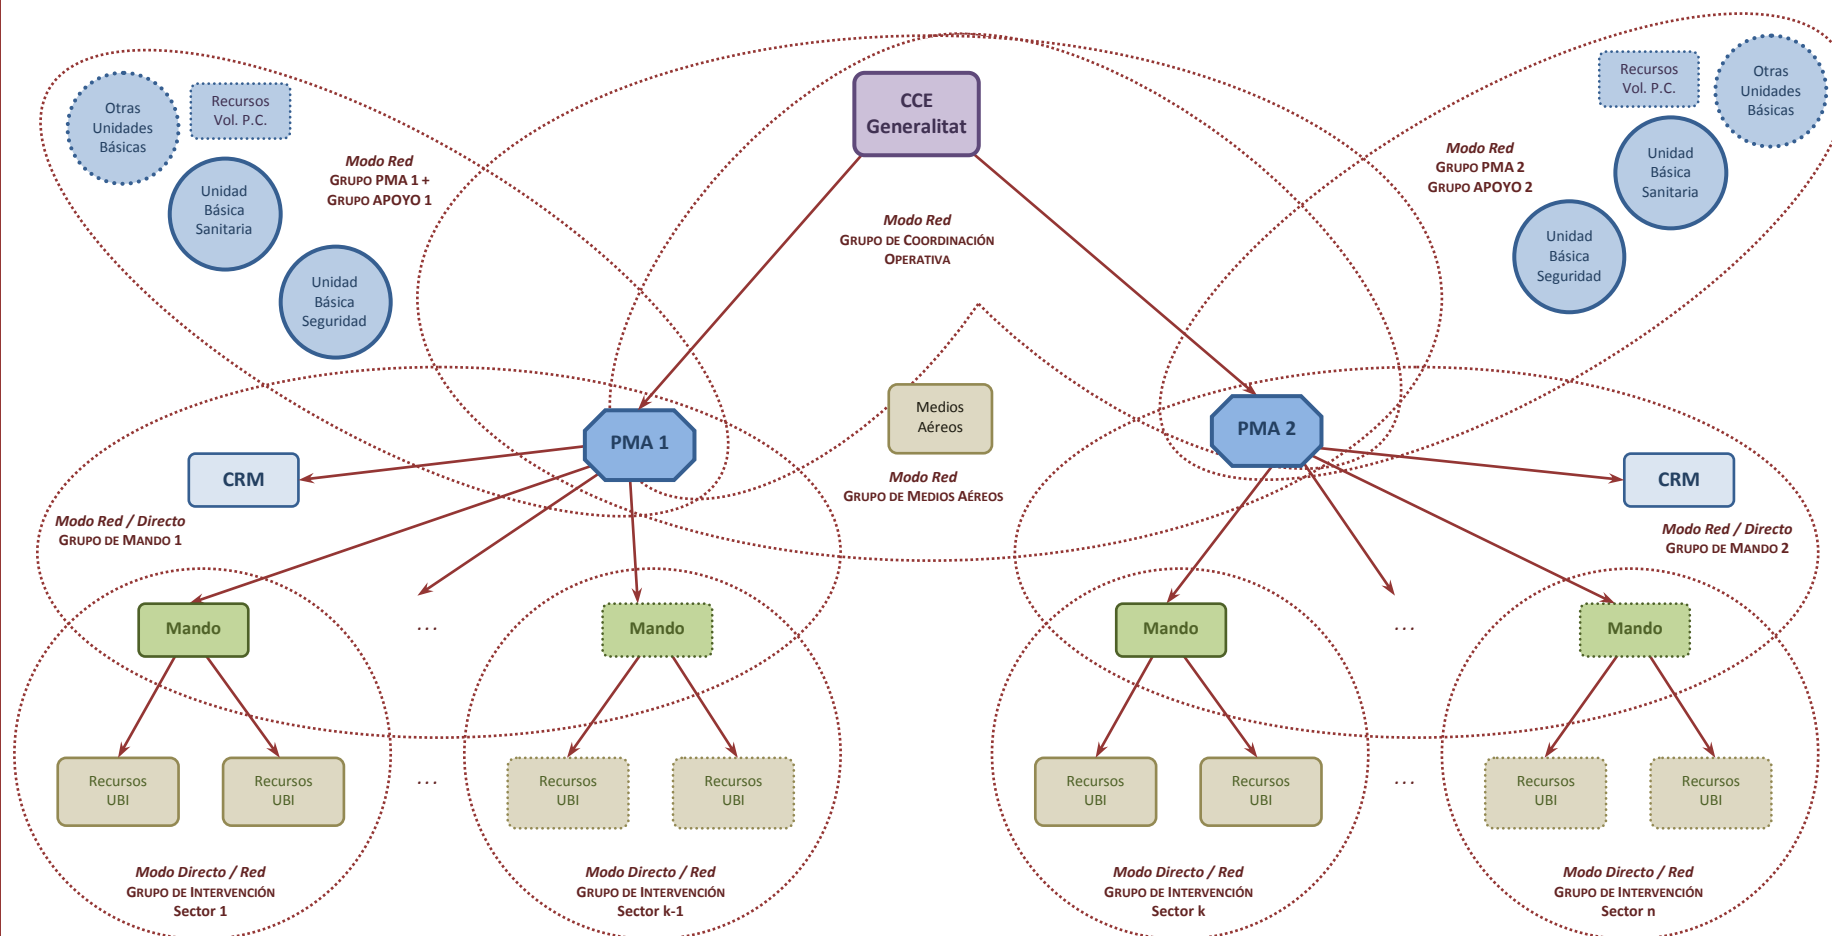 CCE
Generalitat
Otras
Unidades
Básicas
Recursos
Vol. P.C.
Unidad
Básica
Sanitaria
Unidad
Básica
Seguridad
Modo Red
GRUPO PMA 1 +
GRUPO APOYO 1
Modo Red
GRUPO DE COORDINACIÓN
OPERATIVA
Modo Red
GRUPO PMA 2
GRUPO APOYO 2
Recursos
Vol. P.C.
Otras
Unidades
Básicas
Unidad
Básica
Sanitaria
Unidad
Básica
Seguridad
PMA 1
Medios
Aéreos
Modo Red
GRUPO DE MEDIOS AÉREOS
PMA 2
CRM
Modo Red / Directo
GRUPO DE MANDO 1
CRM
Modo Red / Directo
GRUPO DE MANDO 2
Mando
...
Mando
Mando
...
Mando
Recursos
UBI
Recursos
UBI
...
Recursos
UBI
Recursos
UBI
Recursos
UBI
Recursos
UBI
...
Recursos
UBI
Recursos
UBI
Modo Directo / Red
GRUPO DE INTERVENCIÓN
Sector 1
Modo Directo / Red
GRUPO DE INTERVENCIÓN
Sector k-1
Modo Directo / Red
GRUPO DE INTERVENCIÓN
Sector k
Modo Directo / Red
GRUPO DE INTERVENCIÓN
Sector n